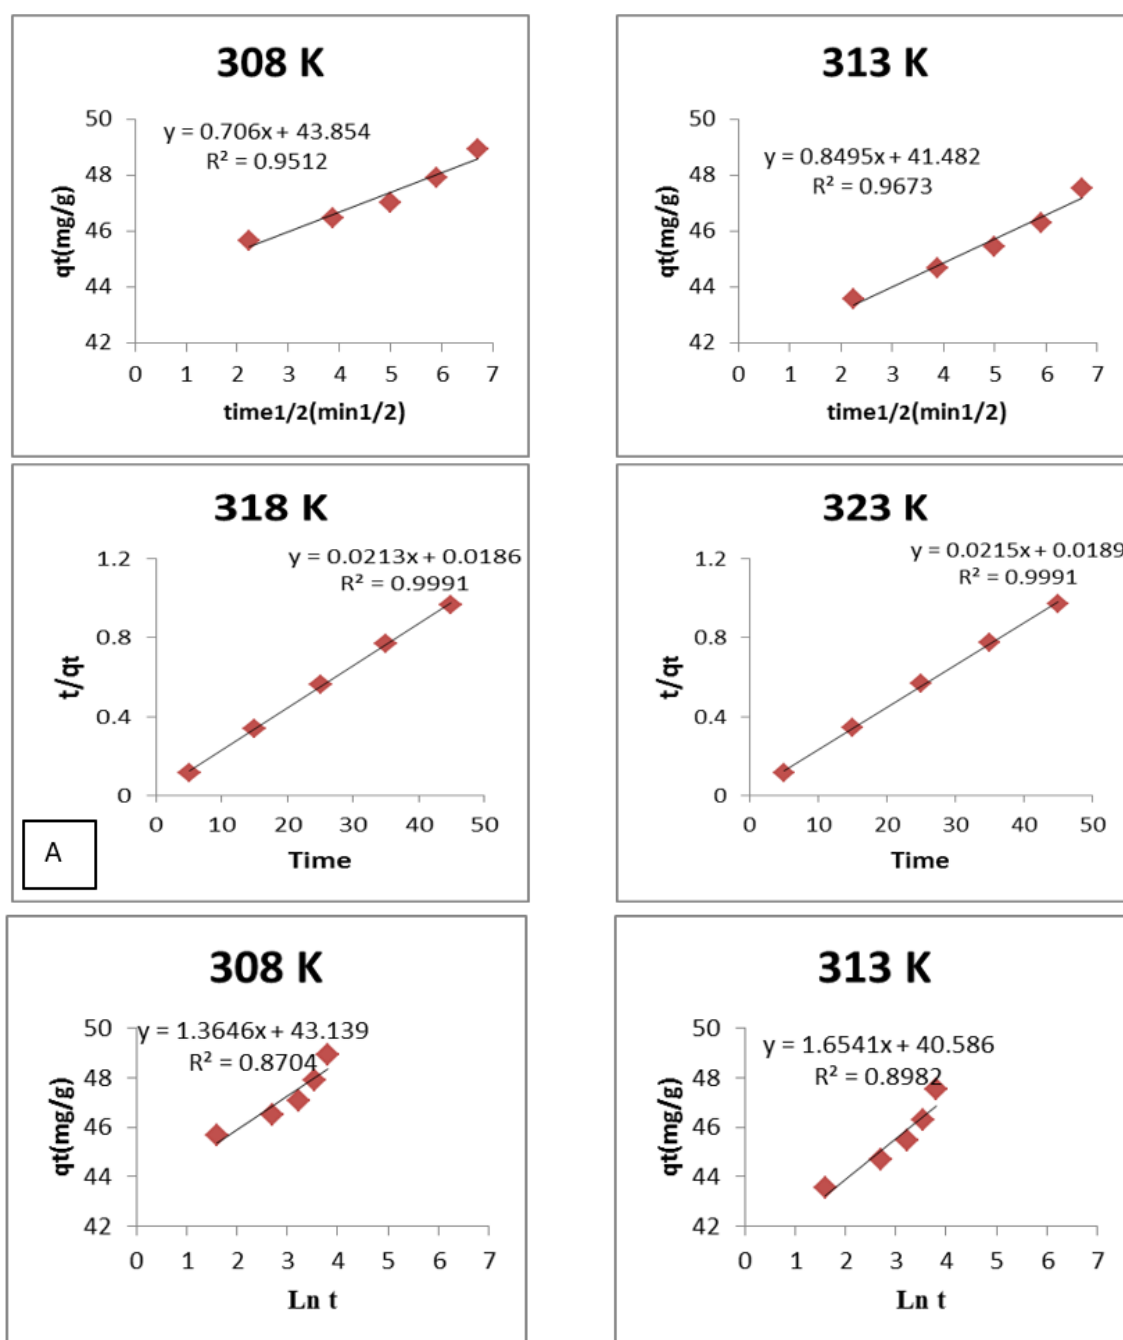 308 K
y = 0.706x + 43.854
R² = 0.9512
50
48
46
44
42
qt(mg/g)
0 1 2 3 4 5 6 7
time1/2(min1/2)
313 K
y = 0.8495x + 41.482
R² = 0.9673
50
48
46
44
42
qt(mg/g)
0 1 2 3 4 5 6 7
time1/2(min1/2)
318 K
y = 0.0213x + 0.0186
R² = 0.9991
1.2
0.8
0.4
0
t/qt
0 10 20 30 40 50
Time
A
323 K
y = 0.0215x + 0.0189
R² = 0.9991
1.2
0.8
0.4
0
t/qt
0 10 20 30 40 50
Time
308 K
y = 1.3646x + 43.139
R² = 0.8704
50
48
46
44
42
qt(mg/g)
0 1 2 3 4 5 6 7
Ln t
313 K
y = 1.6541x + 40.586
R² = 0.8982
50
48
46
44
42
qt(mg/g)
0 1 2 3 4 5 6 7
Ln t